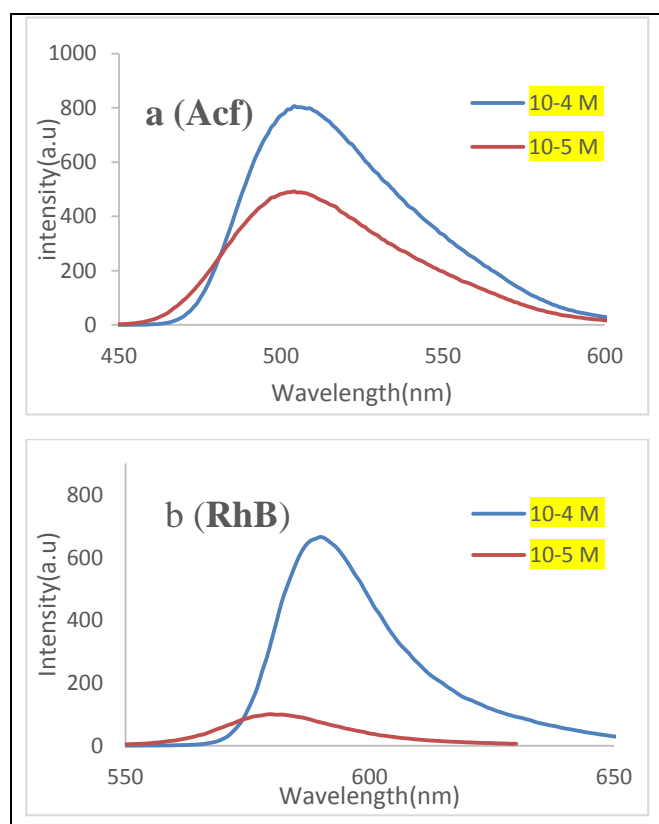 1000
800
600
400
200
0
intensity(a.u)
a (Acf)
10-4 M
10-5 M
450 500 550 600
Wavelength(nm)
800
600
400
200
0
Intensity(a.u)
b (RhB)
10-4 M
10-5 M
550 600 650
Wavelength(nm)